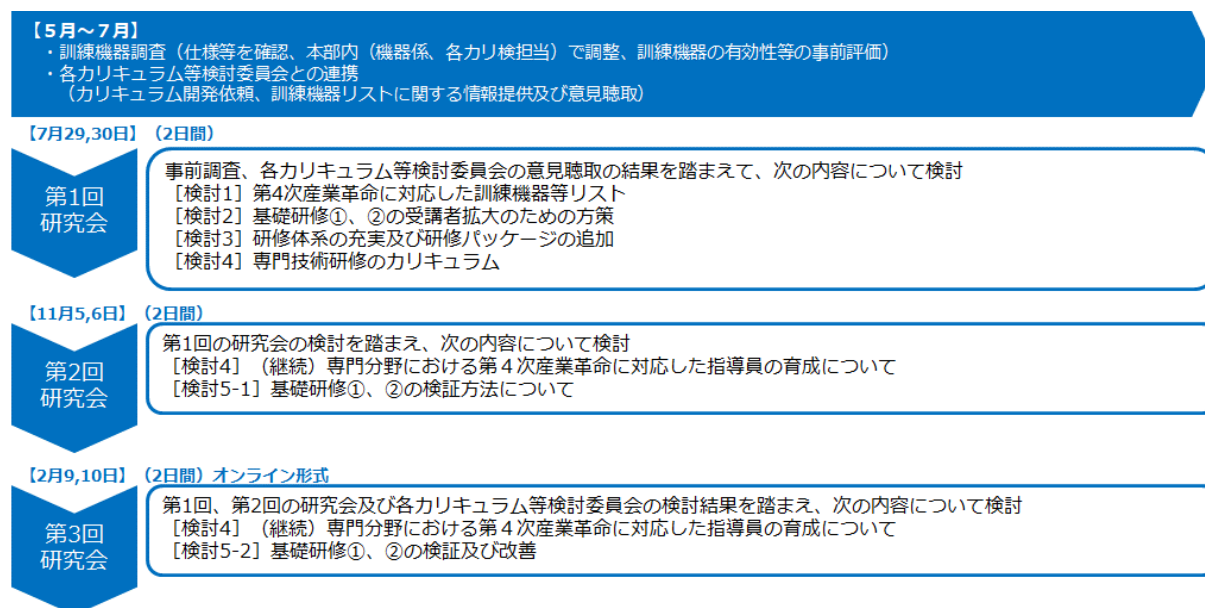 【5月～7月】
・訓練機器調査（仕様等を確認、本部内（機器係、各カリ検担当）で調整、訓練機器の有効性等の事前評価）
・各カリキュラム等検討委員会との連携
（カリキュラム開発依頼、訓練機器リストに関する情報提供及び意見聴取）
【7月29,30日】（2日間）
第1回
研究会
事前調査、各カリキュラム等検討委員会の意見聴取の結果を踏まえて、次の内容について検討
［検討1］第4次産業革命に対応した訓練機器等リスト
［検討2］基礎研修①、②の受講者拡大のための方策
［検討3］研修体系の充実及び研修パッケージの追加
［検討4］専門技術研修のカリキュラム
【11月5,6日】（2日間）
第2回
研究会
第1回の研究会の検討を踏まえ、次の内容について検討
［検討4］（継続）専門分野における第４次産業革命に対応した指導員の育成について
［検討5-1］基礎研修①、②の検証方法について
【2月9,10日】（2日間）オンライン形式
第3回
研究会
第1回、第2回の研究会及び各カリキュラム等検討委員会の検討結果を踏まえ、次の内容について検討
［検討4］（継続）専門分野における第４次産業革命に対応した指導員の育成について
［検討5-2］基礎研修①、②の検証及び改善